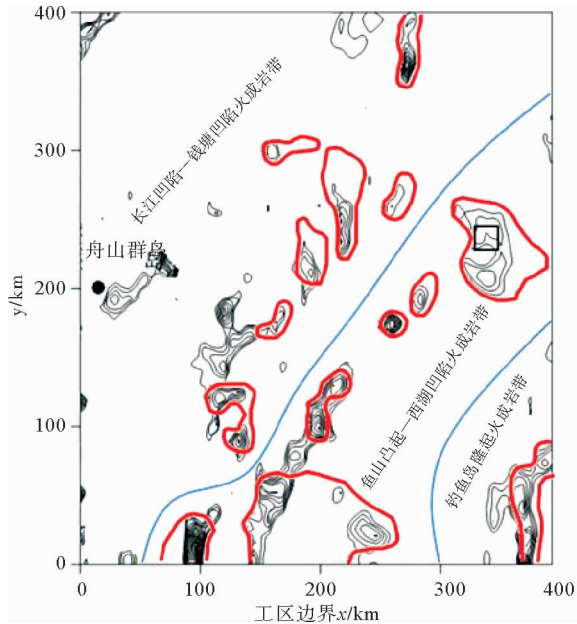 400
300
200
100
0
y/km
长江凹陷—钱塘凹陷火成岩带
舟山群岛
鱼山凸起—西湖凹陷火成岩带
钓鱼岛隆起火成岩带
0
100
200
300
400
工区边界x/km